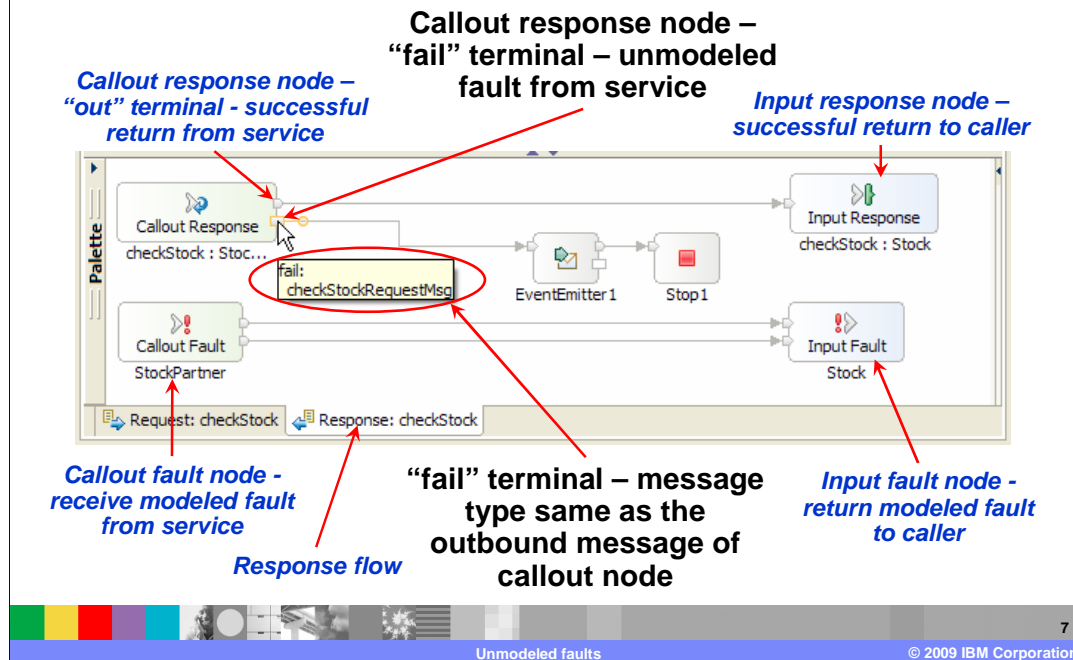 Callout response node –
“fail” terminal – unmodeled
fault from service
Callout response node –
“out” terminal - successful
return from service
Input response node –
successful return to caller
Palette
Callout Response
checkStock : Stoc...
fail:
checkStockRequestMsg
EventEmitter1
Stop1
Input Response
checkStock : Stock
Callout Fault
StockPartner
Input Fault
Stock
Request: checkStock
Response: checkStock
Callout fault node -
receive modeled fault
from service
Response flow
“fail” terminal – message
type same as the
outbound message of
callout node
Input fault node -
return modeled fault
to caller
7
Unmodeled faults
© 2009 IBM Corporation